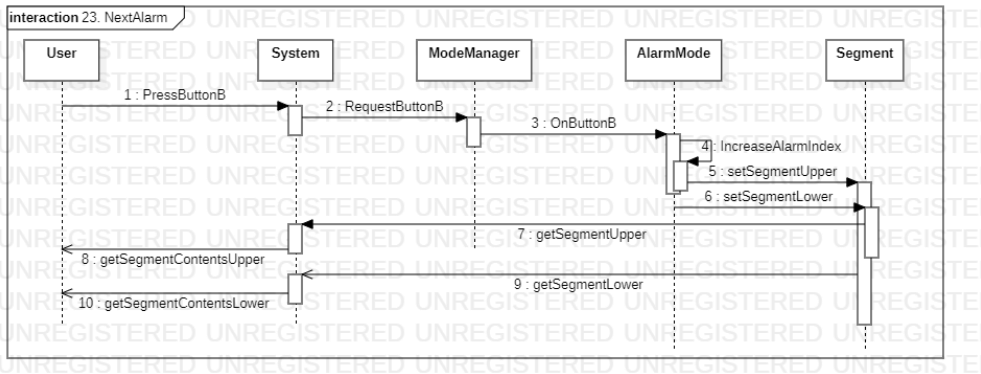 interaction 23. NextAlarm
User
System
ModeManager
AlarmMode
Segment
1 : PressButtonB
2 : RequestButtonB
3 : OnButtonB
4 : IncreaseAlarmIndex
5 : setSegmentUpper
6 : setSegmentLower
7 : getSegmentUpper
8 : getSegmentContentsUpper
9 : getSegmentLower
10 : getSegmentContentsLower
UNREGISTERED